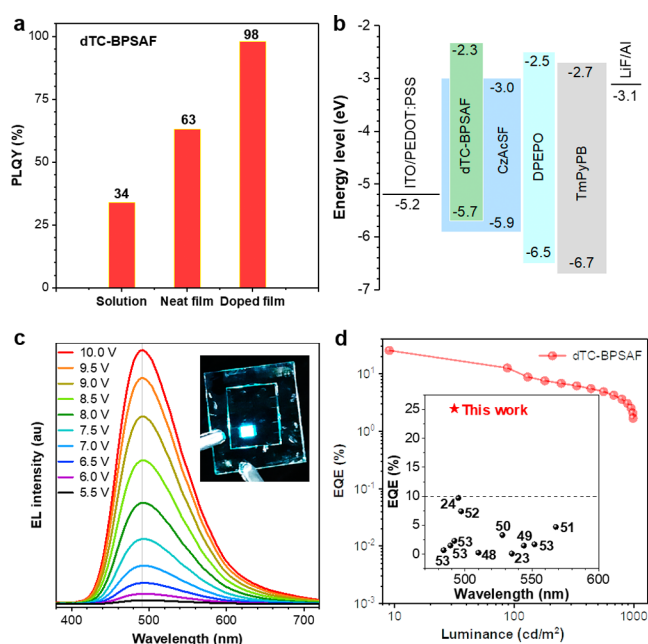 a
dTC-BPSAF
PLQY (%)
100
75
50
25
0
34
63
98
Solution
Neat film
Doped film
b
Energy level (eV)
-2
-3
-4
-5
-6
-7
ITO/PEDOT:PSS
-5.2
-2.3
dTC-BPSAF
-5.7
-3.0
CzAcSF
-5.9
-2.5
DPEPO
-6.5
-2.7
TmPyPB
-6.7
LiF/Al
-3.1
c
EL intensity (au)
10.0 V
9.5 V
9.0 V
8.5 V
8.0 V
7.5 V
7.0 V
6.5 V
6.0 V
5.5 V
400
500
600
700
Wavelength (nm)
d
dTC-BPSAF
EQE (%)
10²
10¹
10⁰
10⁻¹
10⁻²
10⁻³
10
100
1000
Luminance (cd/m²)
This work
EQE (%)
25
20
15
10
5
0
24
52
53
53
53
48
50
23
49
53
51
500
550
600
Wavelength (nm)